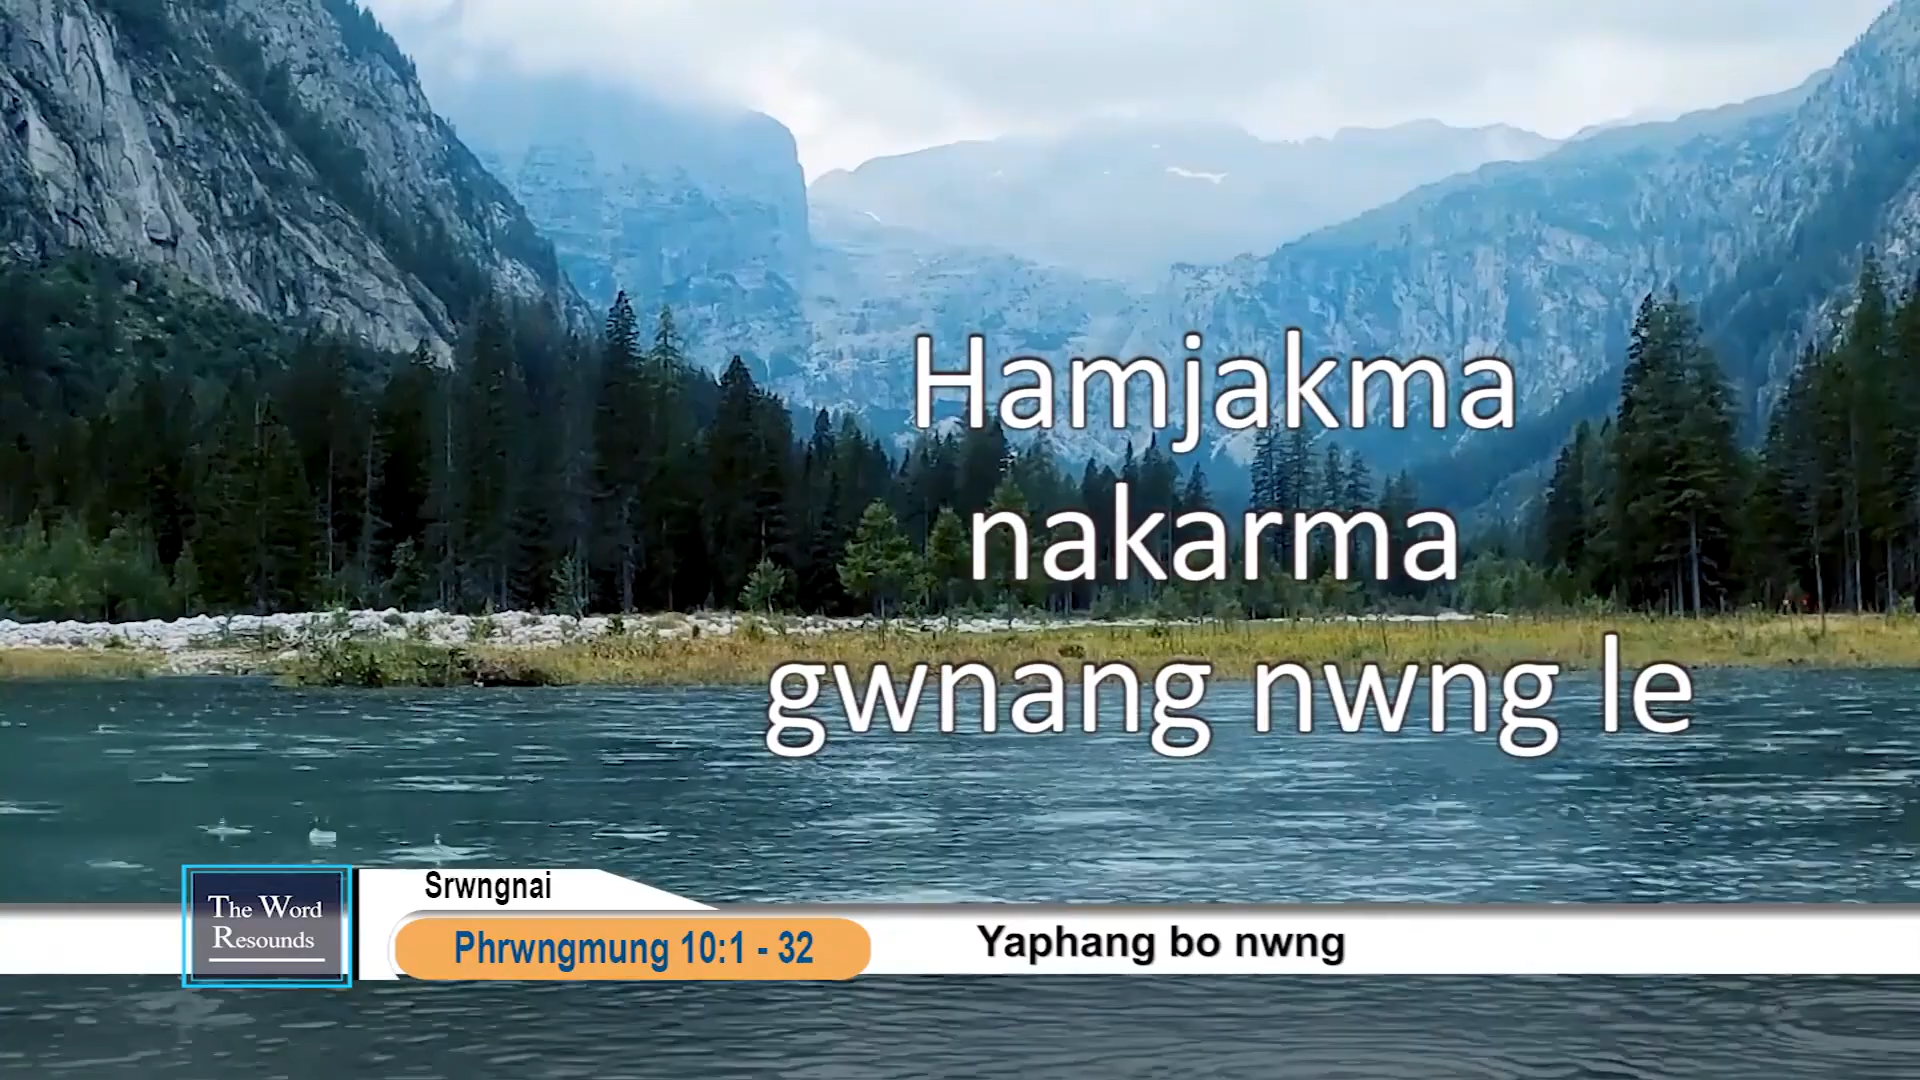 Hamjakma
nakarma
gwnang nwng le
Srwngnai
The Word
Resounds
Phrwngmung 10:1 - 32
Yaphang bo nwng